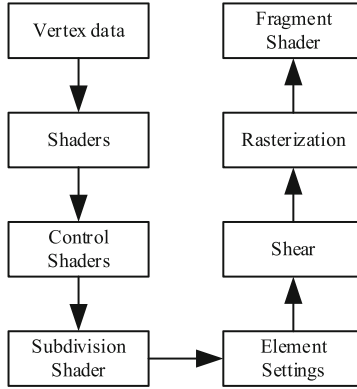 Vertex data
Shaders
Control
Shaders
Subdivision
Shader
Element
Settings
Shear
Rasterization
Fragment
Shader